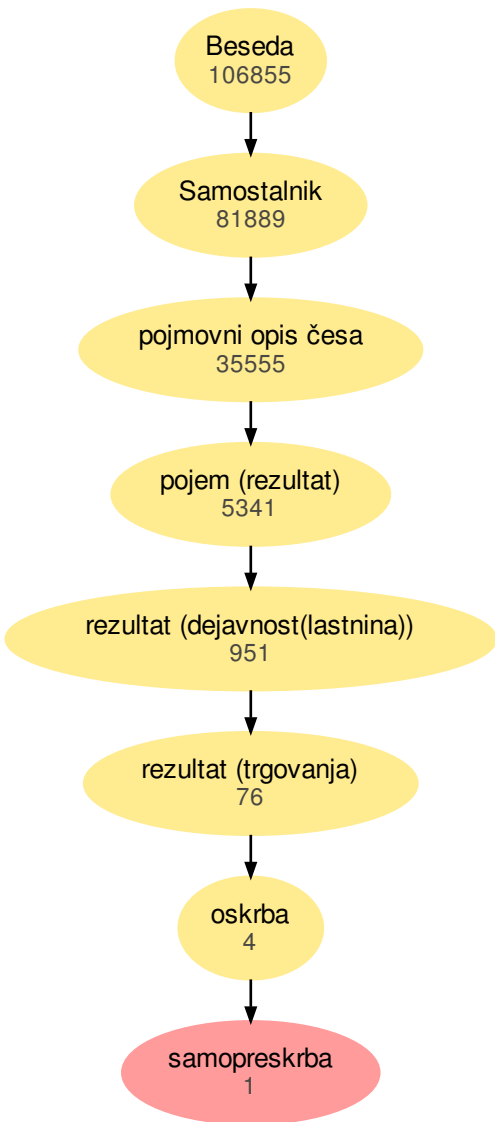 Beseda
106855
Samostalnik
81889
pojmovni opis česa
35555
pojem (rezultat)
5341
rezultat (dejavnost(lastnina))
951
rezultat (trgovanja)
76
oskrba
4
samopreskrba
1